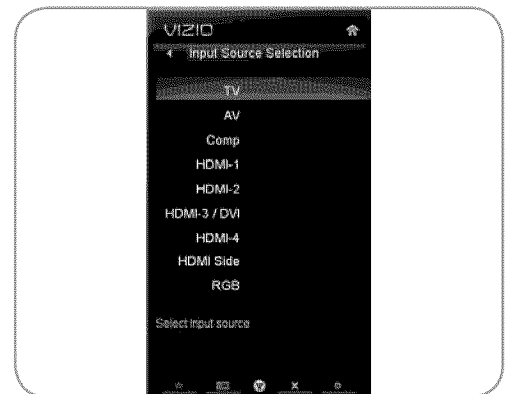 VIZIO
Input Source Selection
TV
AV
Comp
HDMI-1
HDMI-2
HDMI-3 / DVI
HDMI-4
HDMI Side
RGB
Select input source